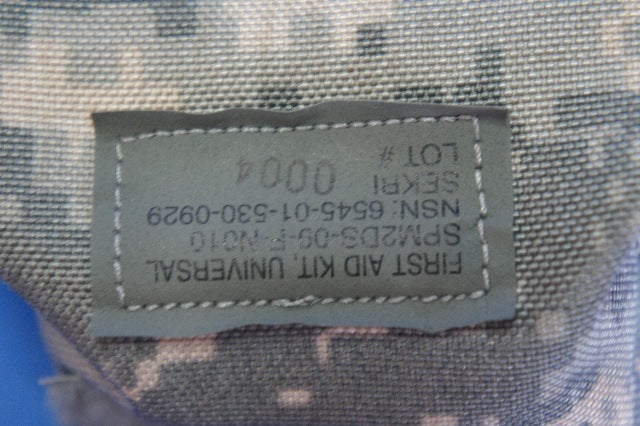 FIRST AID KIT, UNIVERSAL
SPM2DS-09-F-N010
NSN: 6545-01-530-0929
SEKRI
LOT # 0004